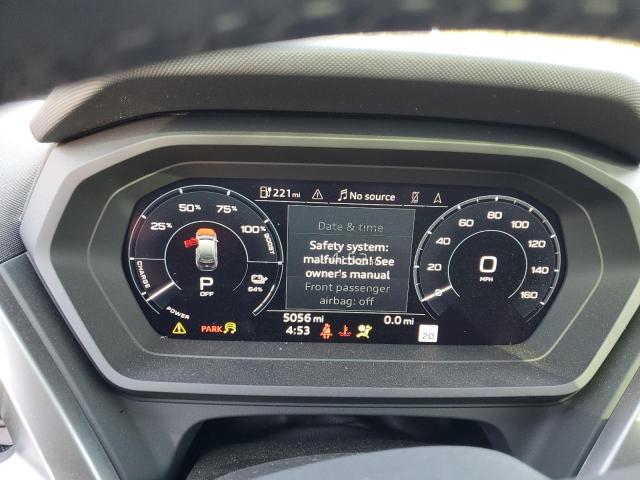 221mi No source
50% 75%
25% 100%
BOOST
CHARGE
POWER
P
OFF
64%
Date & time
Safety system:
malfunction! See
owner's manual
Front passenger
airbag: off
5056 mi 0.0 mi
PARK 4:53 20
80 100
60 120
40 140
20 160
0
0
MPH